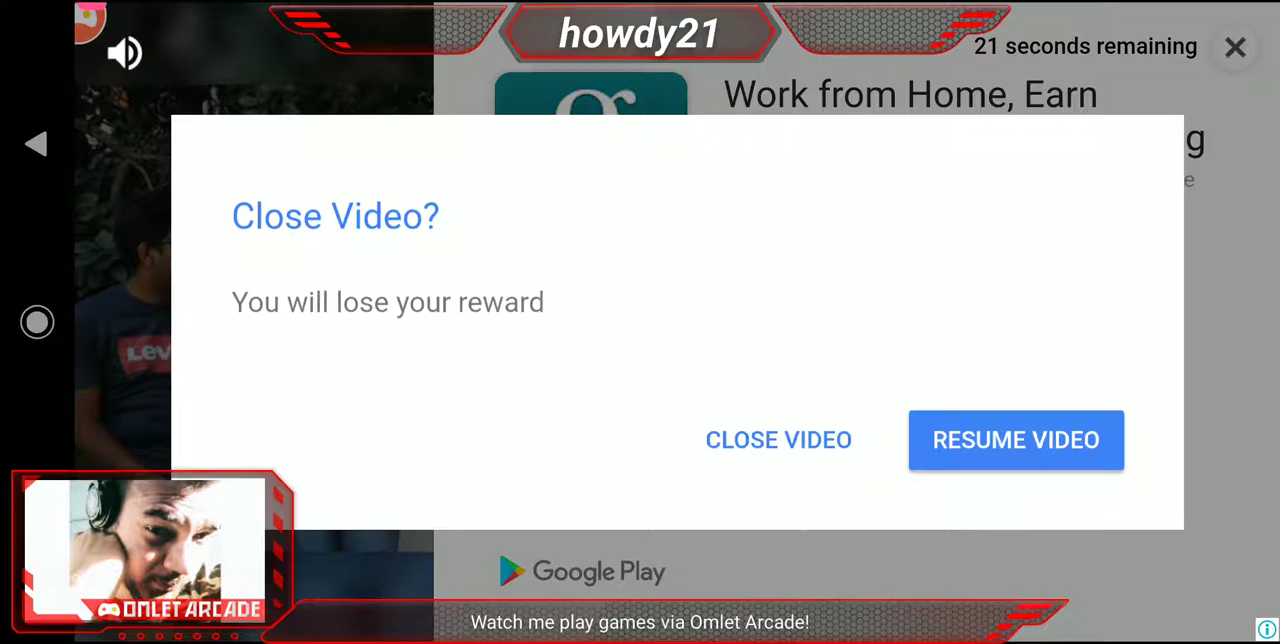 howdy21
21 seconds remaining
Work from Home, Earn
g
e
Close Video?
You will lose your reward
LEV
CLOSE VIDEO
RESUME VIDEO
OMLET ARCADE
Google Play
Watch me play games via Omlet Arcade!